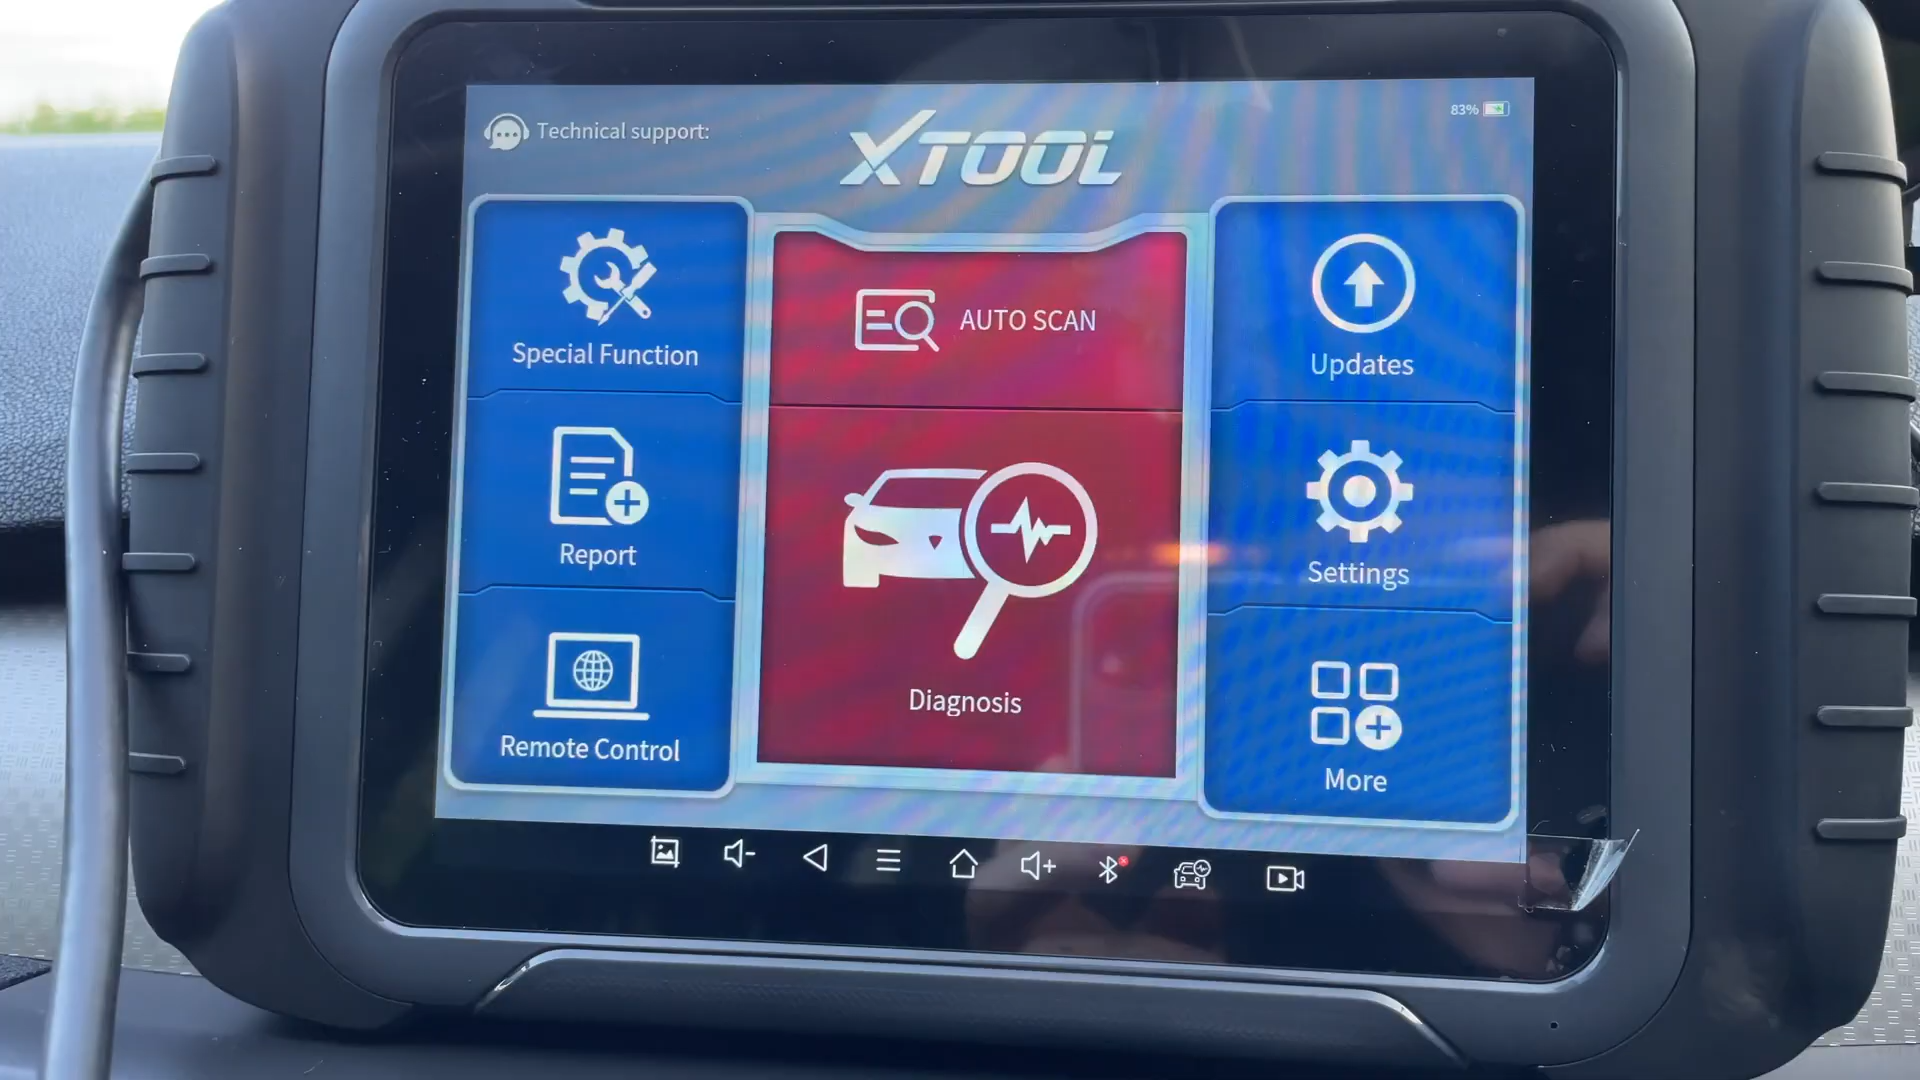 Technical support:
XTOOL
83%
Special Function
AUTO SCAN
Updates
Report
Diagnosis
Settings
Remote Control
More